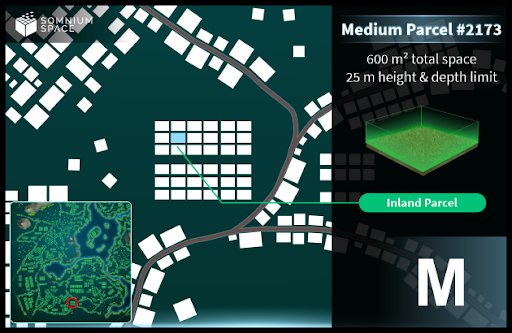 SOMNIUM
SPACE
Medium Parcel #2173
600 m² total space
25 m height & depth limit
Inland Parcel
M